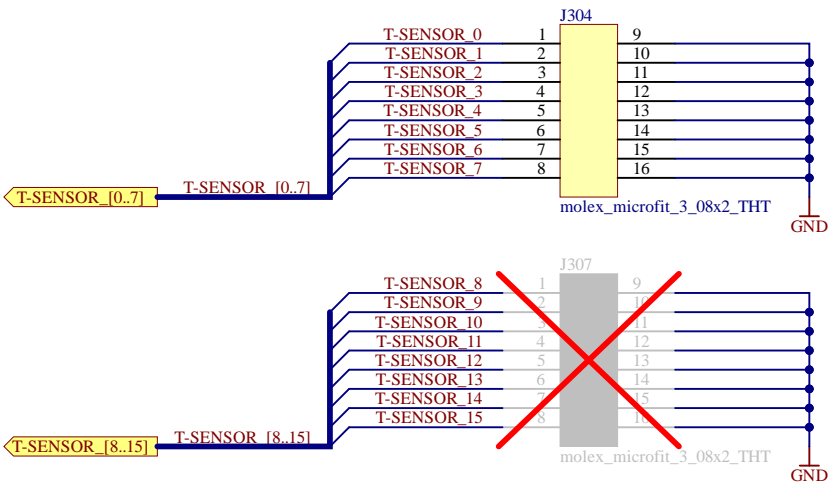 J304
T-SENSOR_0 1 9
T-SENSOR_1 2 10
T-SENSOR_2 3 11
T-SENSOR_3 4 12
T-SENSOR_4 5 13
T-SENSOR_5 6 14
T-SENSOR_6 7 15
T-SENSOR_7 8 16
T-SENSOR_[0..7] T-SENSOR_[0..7]
molex_microfit_3_08x2_THT
GND
J307
T-SENSOR_8 1 9
T-SENSOR_9 2 10
T-SENSOR_10 3 11
T-SENSOR_11 4 12
T-SENSOR_12 5 13
T-SENSOR_13 6 14
T-SENSOR_14 7 15
T-SENSOR_15 8 16
T-SENSOR_[8..15] T-SENSOR_[8..15]
molex_microfit_3_08x2_THT
GND